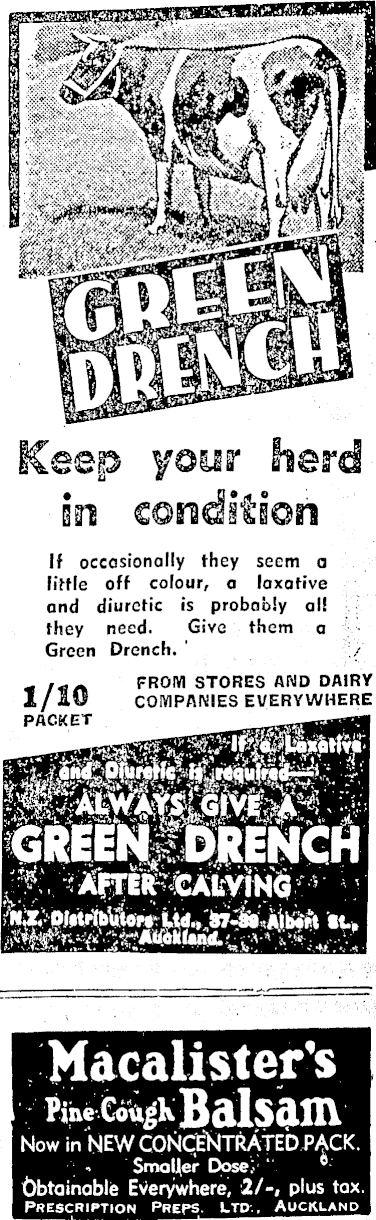 GREEN
DRENCH
Keep your herd
in condition
If occasionally they seem a
little off colour, a laxative
and diuretic is probably all
they need. Give them a
Green Drench.
1/10
PACKET
FROM STORES AND DAIRY
COMPANIES EVERYWHERE
If a Laxative
and Diuretic is required—
ALWAYS GIVE A
GREEN DRENCH
AFTER CALVING
N.Z. Distributors Ltd., 37-39 Albert St.,
Auckland.
Macalister's
Pine Cough Balsam
Now in NEW CONCENTRATED PACK.
Smaller Dose.
Obtainable Everywhere, 2/-, plus tax.
PRESCRIPTION PREPS. LTD., AUCKLAND